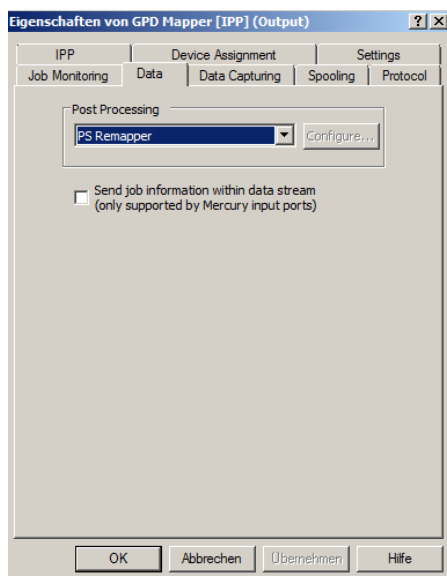 Eigenschaften von GPD Mapper [IPP] (Output)
IPP Device Assignment Settings
Job Monitoring Data Data Capturing Spooling Protocol
Post Processing
PS Remapper Configure...
Send job information within data stream
(only supported by Mercury input ports)
OK Abbrechen Übernehmen Hilfe